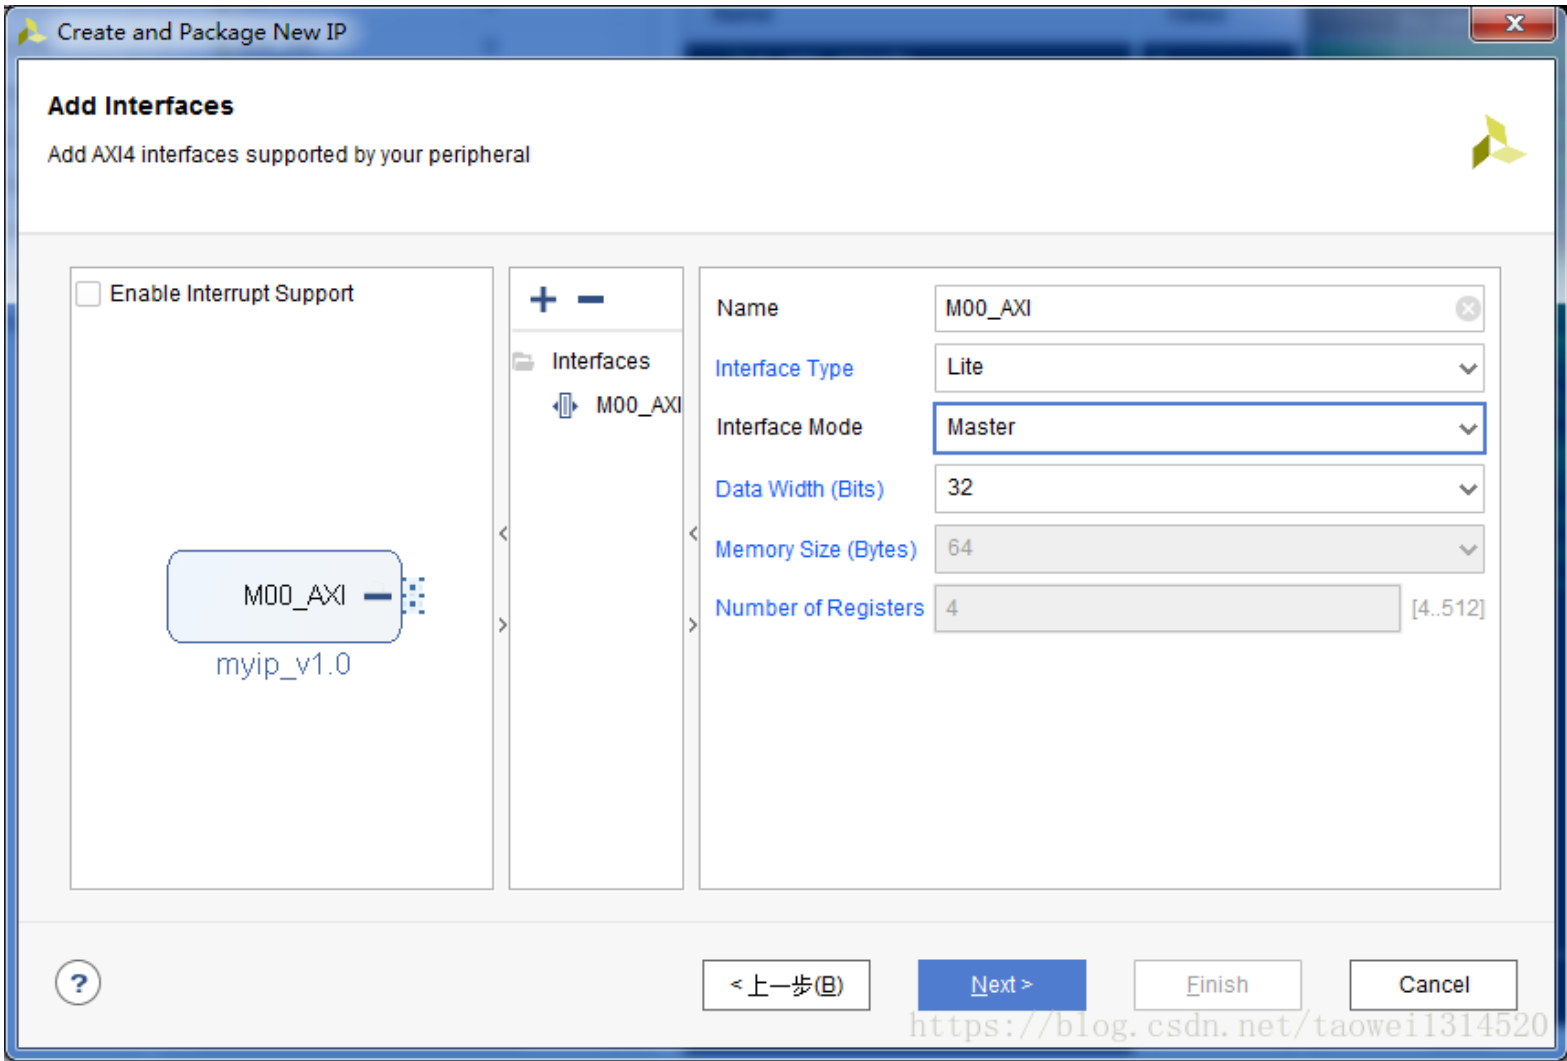 Create and Package New IP
Add Interfaces
Add AXI4 interfaces supported by your peripheral
Enable Interrupt Support
M00_AXI
myip_v1.0
Interfaces
M00_AXI
Name M00_AXI
Interface Type Lite
Interface Mode Master
Data Width (Bits) 32
Memory Size (Bytes) 64
Number of Registers 4 [4..512]
? <上一步(B) Next > Finish Cancel
https://blog.csdn.net/taowei1314520